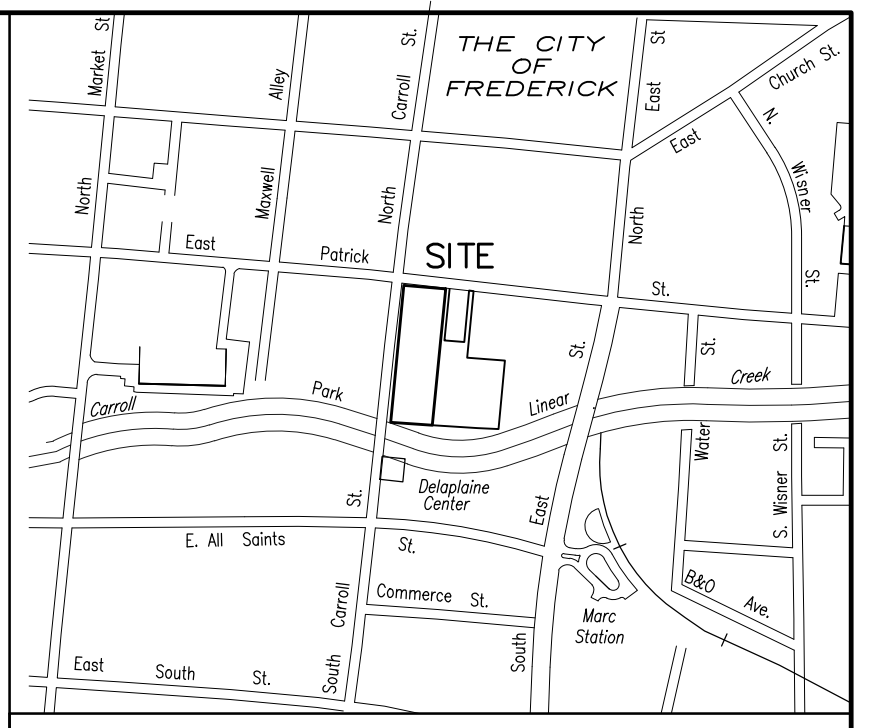 THE CITY
OF
FREDERICK
Market St
Alley
Carroll St.
East St
Church St.
East
N. Wisner St.
North
Maxwell
North
North
East Patrick St.
SITE
St.
St.
Creek
Carroll
Park
Linear
Water
S. Wisner St.
St.
Delaplaine
Center
East
E. All Saints St.
Carroll
Commerce St.
B&O Ave.
Marc
Station
East South St.
South
South